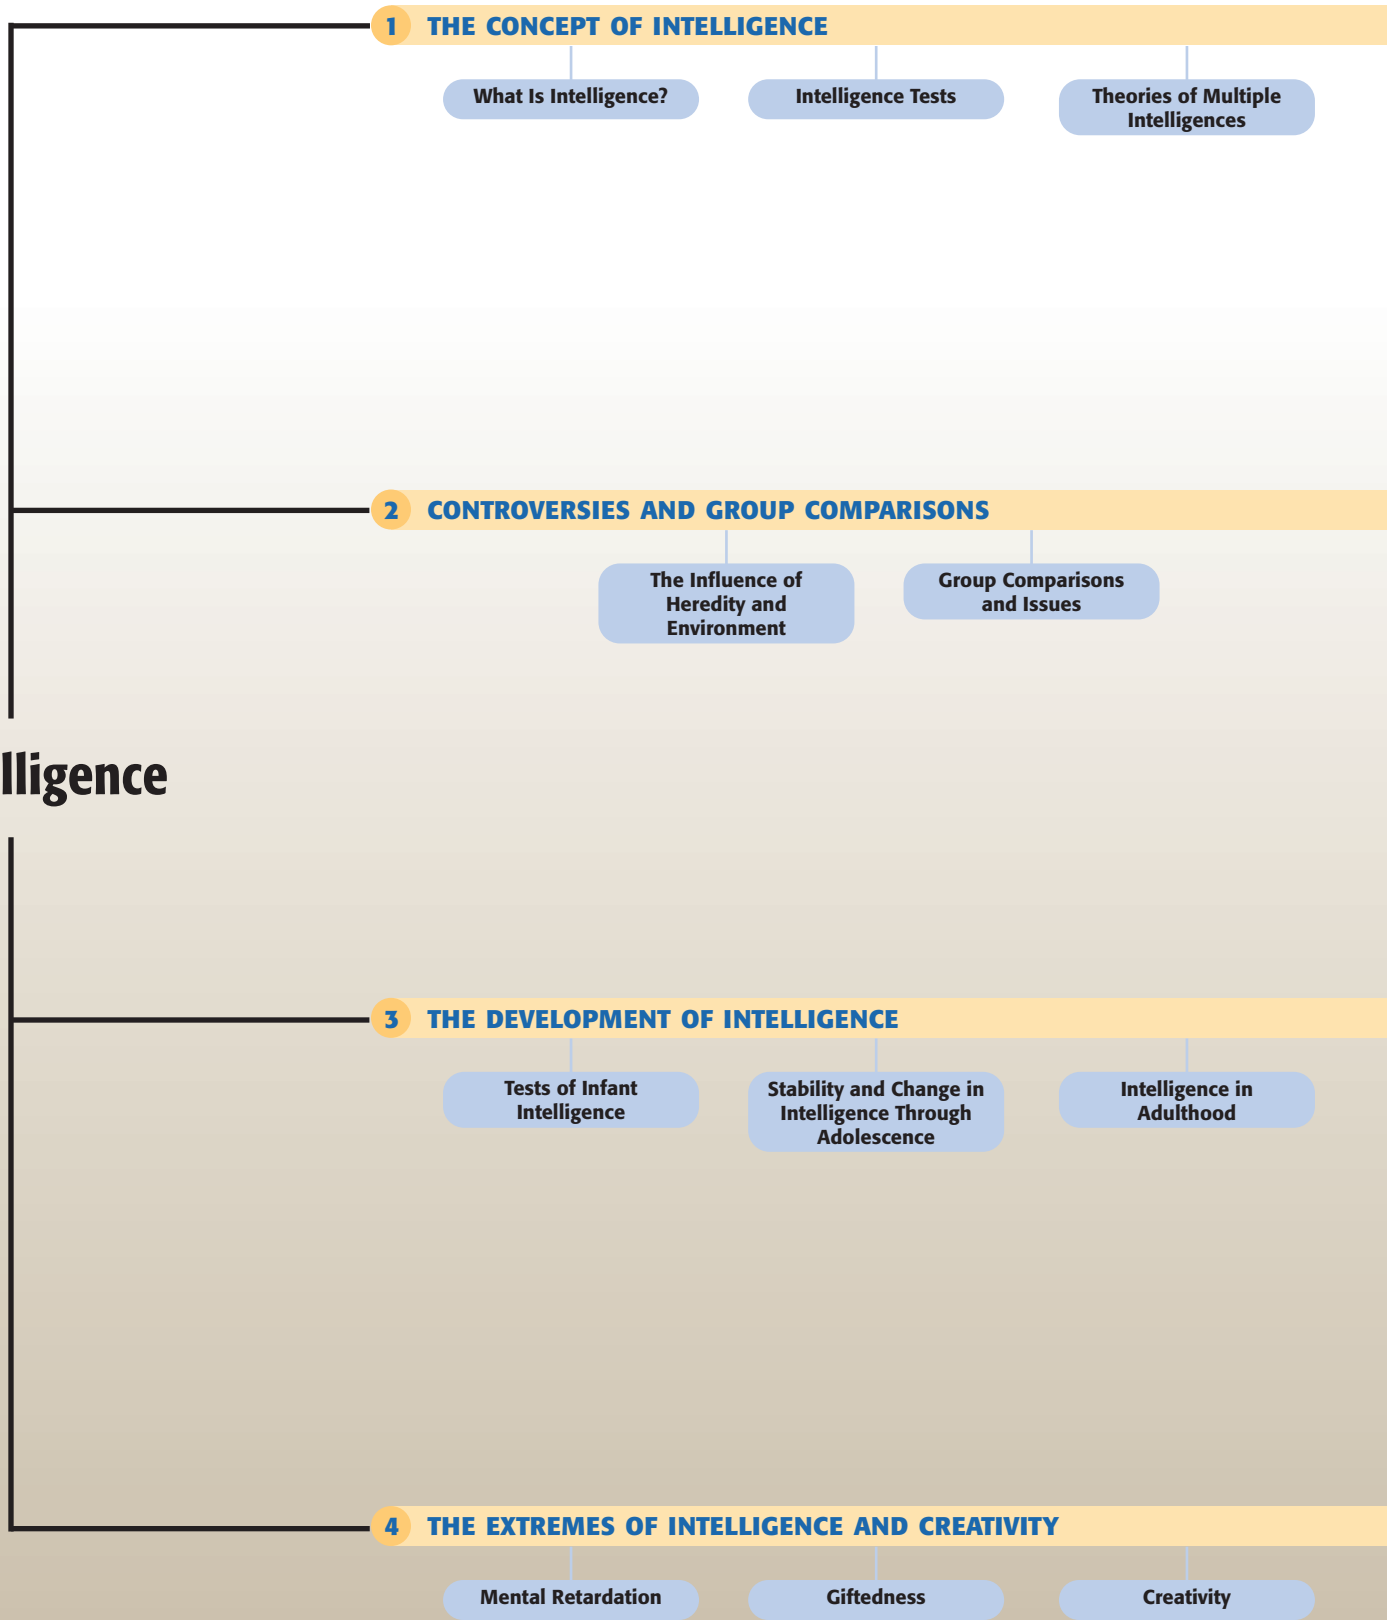 1 THE CONCEPT OF INTELLIGENCE
What Is Intelligence?
Intelligence Tests
Theories of Multiple
Intelligences
2 CONTROVERSIES AND GROUP COMPARISONS
The Influence of
Heredity and
Environment
Group Comparisons
and Issues
lligence
3 THE DEVELOPMENT OF INTELLIGENCE
Tests of Infant
Intelligence
Stability and Change in
Intelligence Through
Adolescence
Intelligence in
Adulthood
4 THE EXTREMES OF INTELLIGENCE AND CREATIVITY
Mental Retardation
Giftedness
Creativity